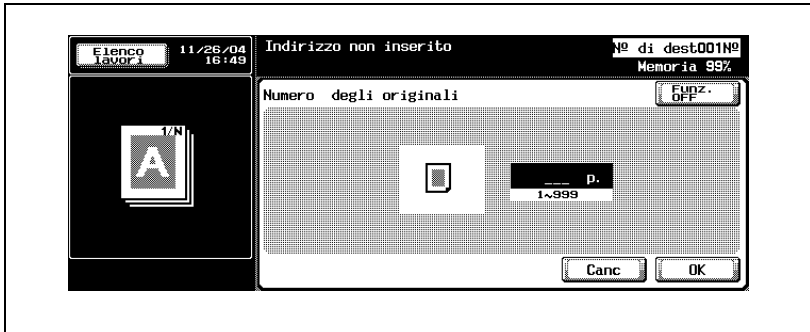 Elenco lavori
11/26/04
16:49
Indirizzo non inserito
Nº di dest001Nº
Memoria 99%
Numero degli originali
Funz. OFF
1/N
A
___ p.
1~999
Canc
OK